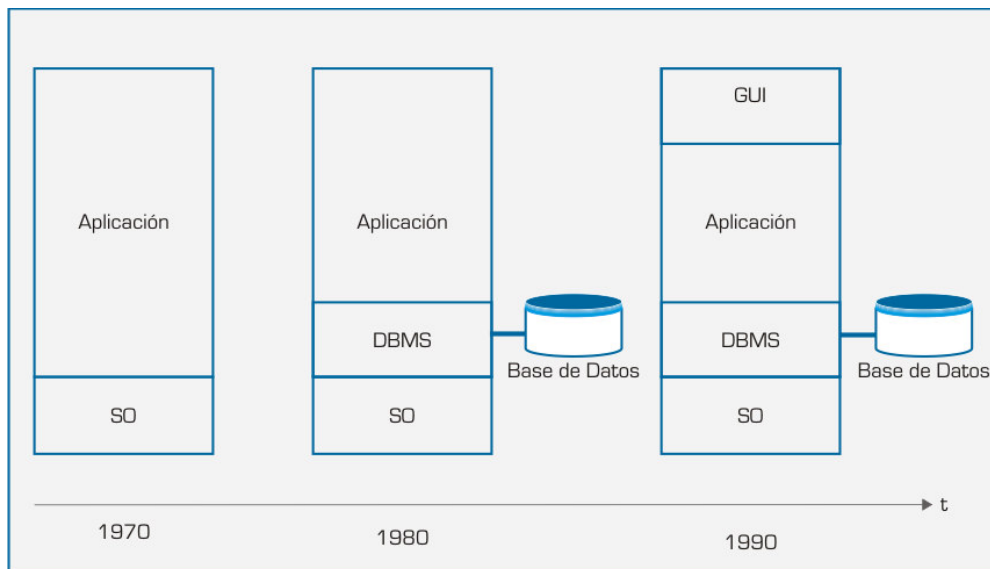 GUI
Aplicación
Aplicación
Aplicación
DBMS
Base de Datos
DBMS
Base de Datos
SO
SO
SO
t
1970
1980
1990